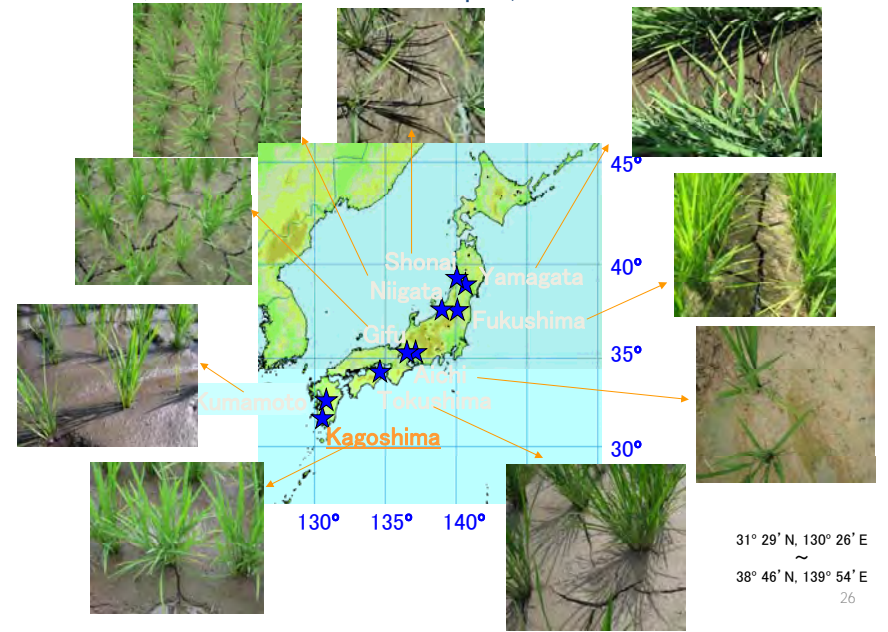 45°
Shonai
40°
Yamagata
Niigata
Fukushima
Gifu
35°
Aichi
Kumamoto
Tokushima
Kagoshima
30°
130°
135°
140°
31° 29’ N, 130° 26’ E
~
38° 46’ N, 139° 54’ E
26